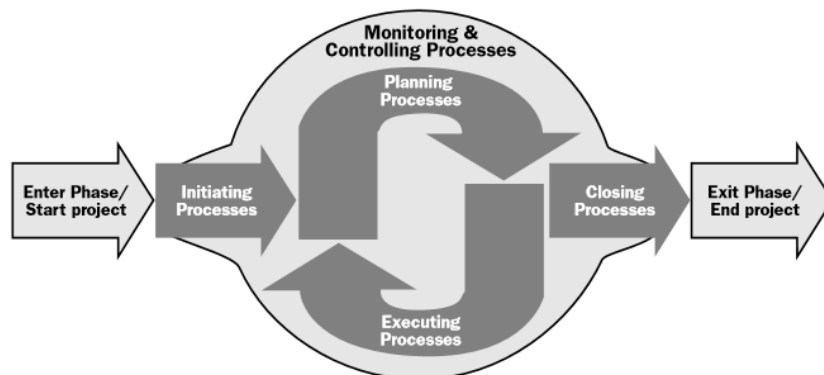 Monitoring &
Controlling Processes
Planning
Processes
Enter Phase/
Start project
Initiating
Processes
Closing
Processes
Exit Phase/
End project
Executing
Processes